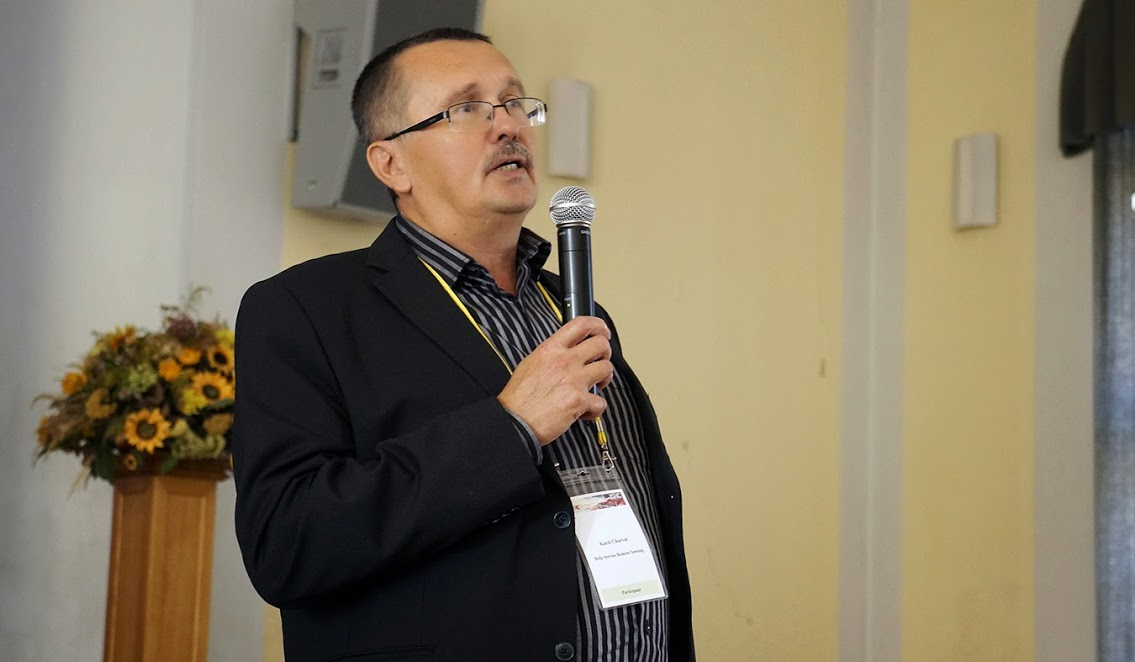 Karel Charvat
Help Service Remote Sensing
Participant